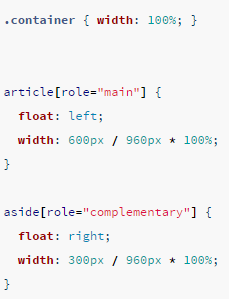 .container { width: 100%; }
article[role="main"] {
  float: left;
  width: 600px / 960px * 100%;
}
aside[role="complementary"] {
  float: right;
  width: 300px / 960px * 100%;
}